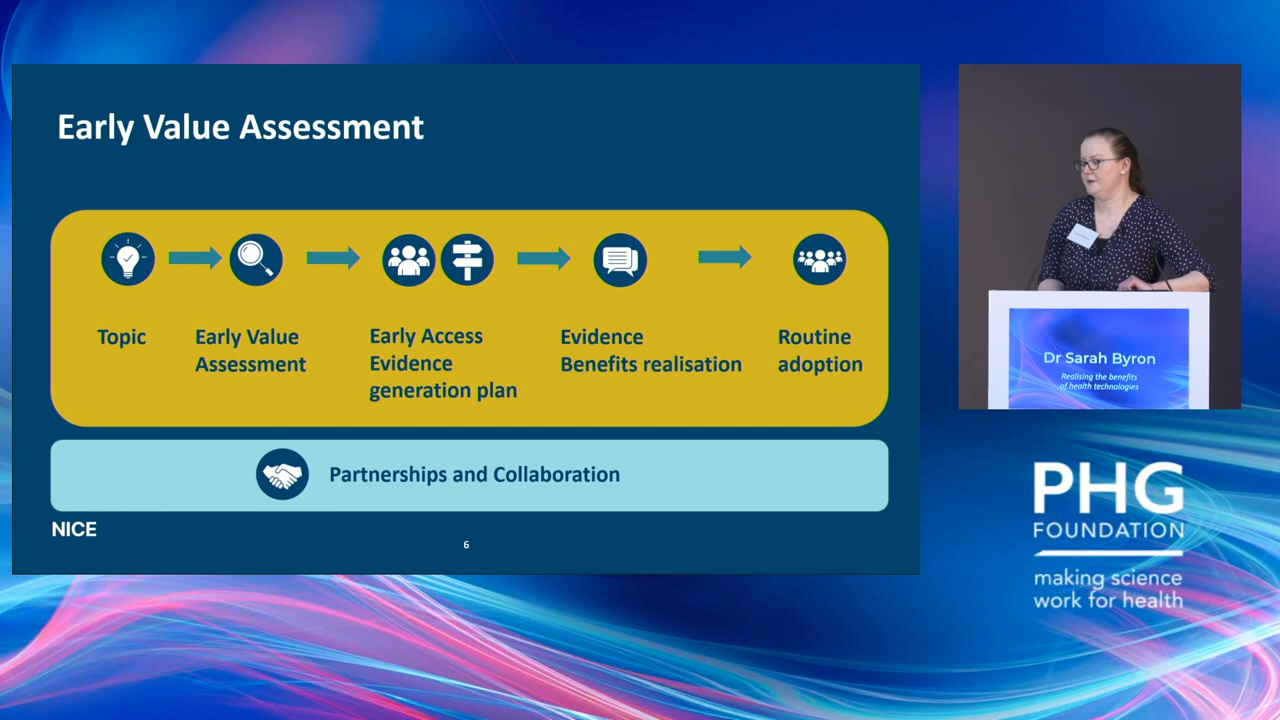 Early Value Assessment
Topic
Early Value
Assessment
Early Access
Evidence
generation plan
Evidence
Benefits realisation
Routine
adoption
Partnerships and Collaboration
NICE
6
Dr Sarah Byron
Realising the benefits
of health technologies
PHG
FOUNDATION
making science
work for health